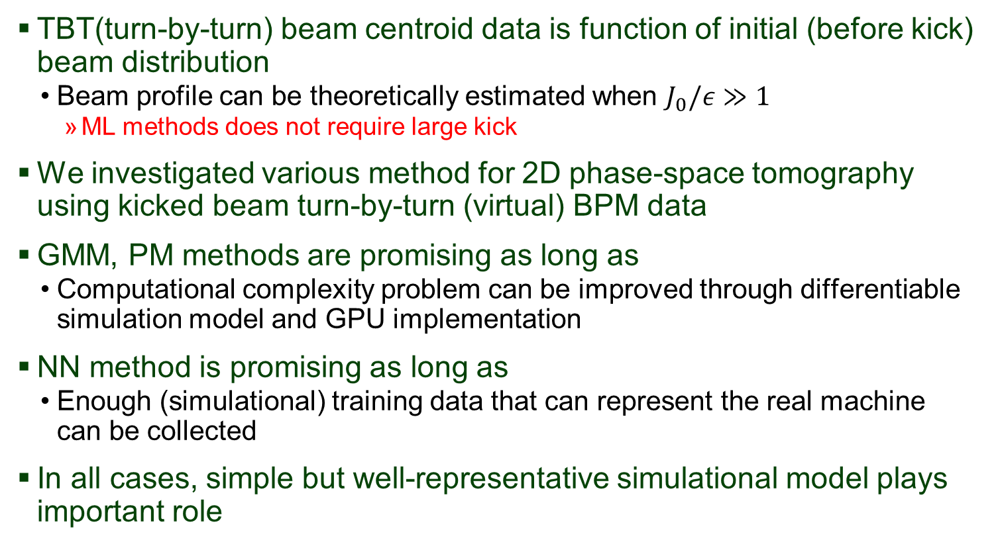 ▪ TBT(turn-by-turn) beam centroid data is function of initial (before kick)
beam distribution
• Beam profile can be theoretically estimated when 𝐽₀/𝜖 ≫ 1
» ML methods does not require large kick
▪ We investigated various method for 2D phase-space tomography
using kicked beam turn-by-turn (virtual) BPM data
▪ GMM, PM methods are promising as long as
• Computational complexity problem can be improved through differentiable
simulation model and GPU implementation
▪ NN method is promising as long as
• Enough (simulational) training data that can represent the real machine
can be collected
▪ In all cases, simple but well-representative simulational model plays
important role